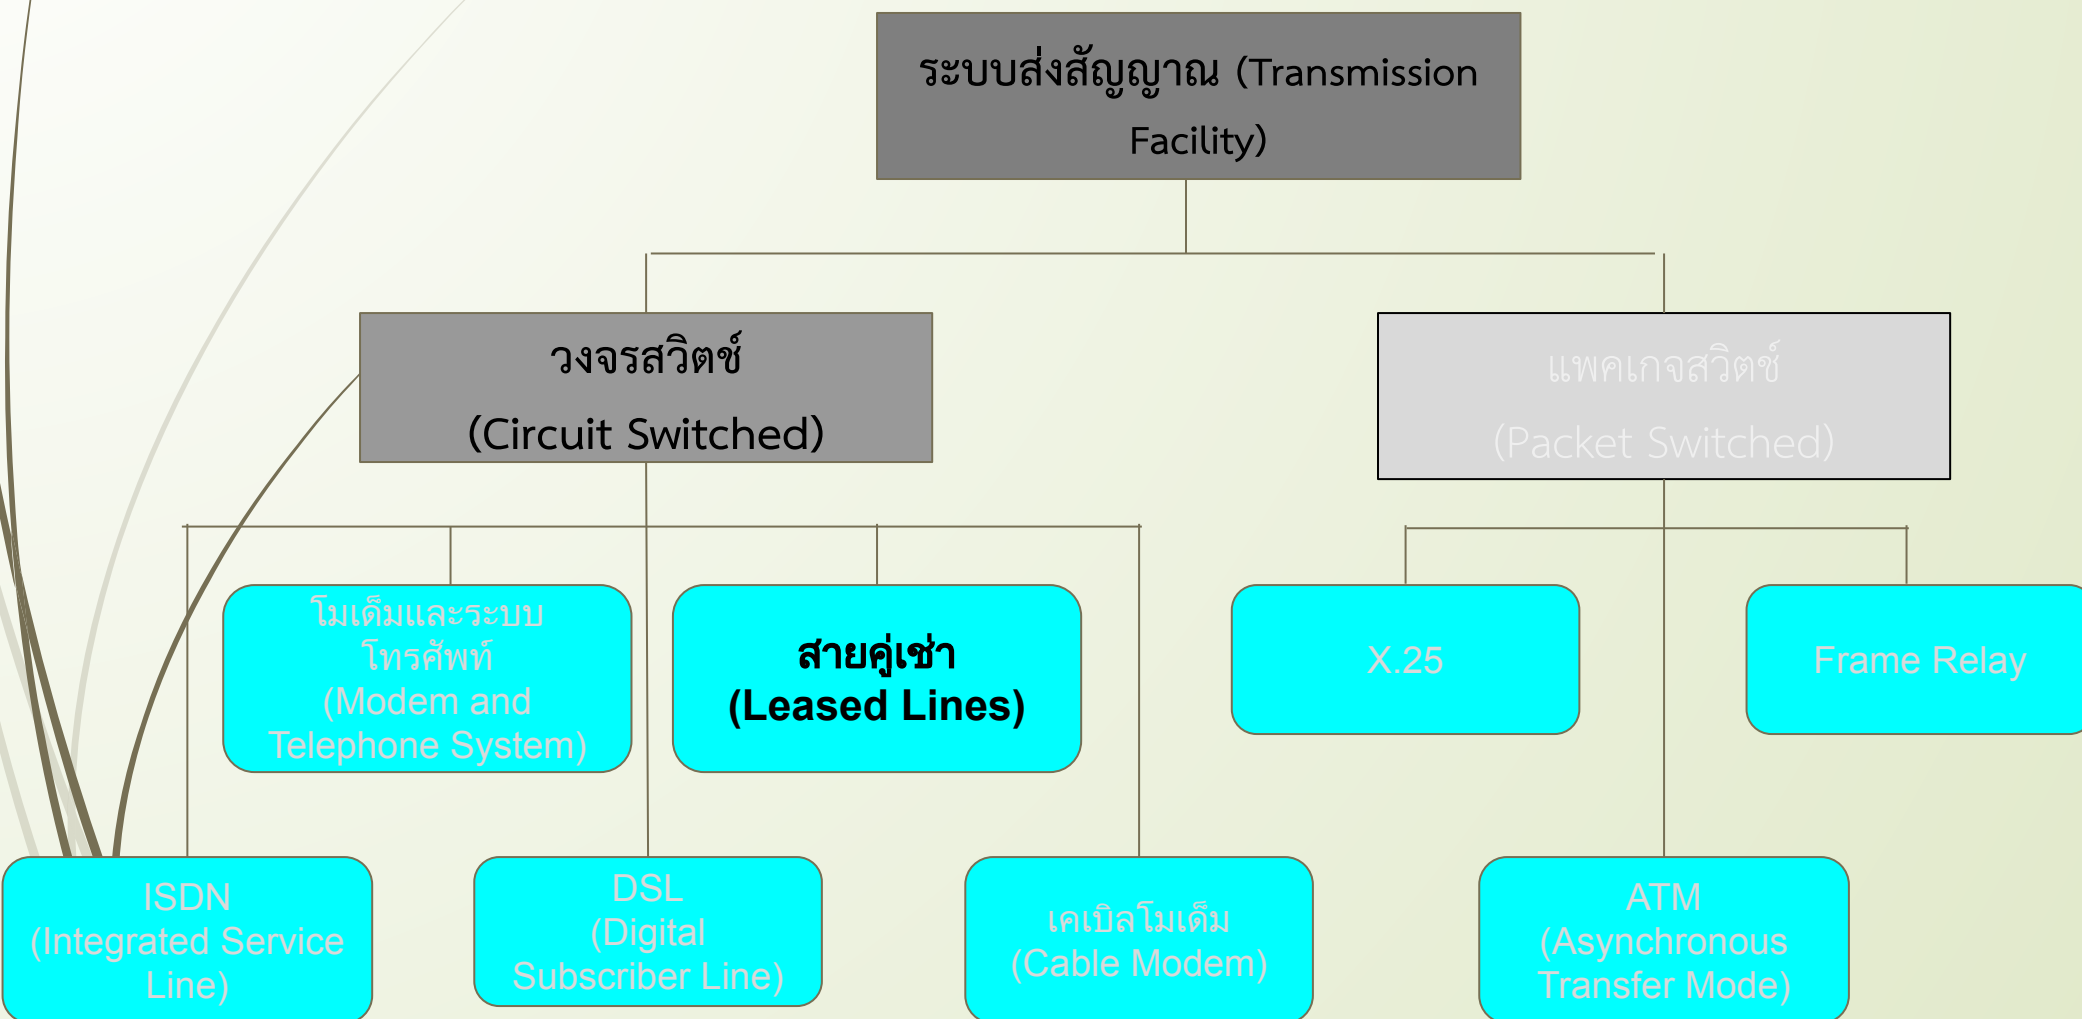 ระบบส่งสัญญาณ (Transmission
Facility)
วงจรสวิตช์
(Circuit Switched)
แพคเกจสวิตช์
(Packet Switched)
โมเด็มและระบบ
โทรศัพท์
(Modem and
Telephone System)
สายคู่เช่า
(Leased Lines)
X.25
Frame Relay
ISDN
(Integrated Service
Line)
DSL
(Digital
Subscriber Line)
เคเบิลโมเด็ม
(Cable Modem)
ATM
(Asynchronous
Transfer Mode)